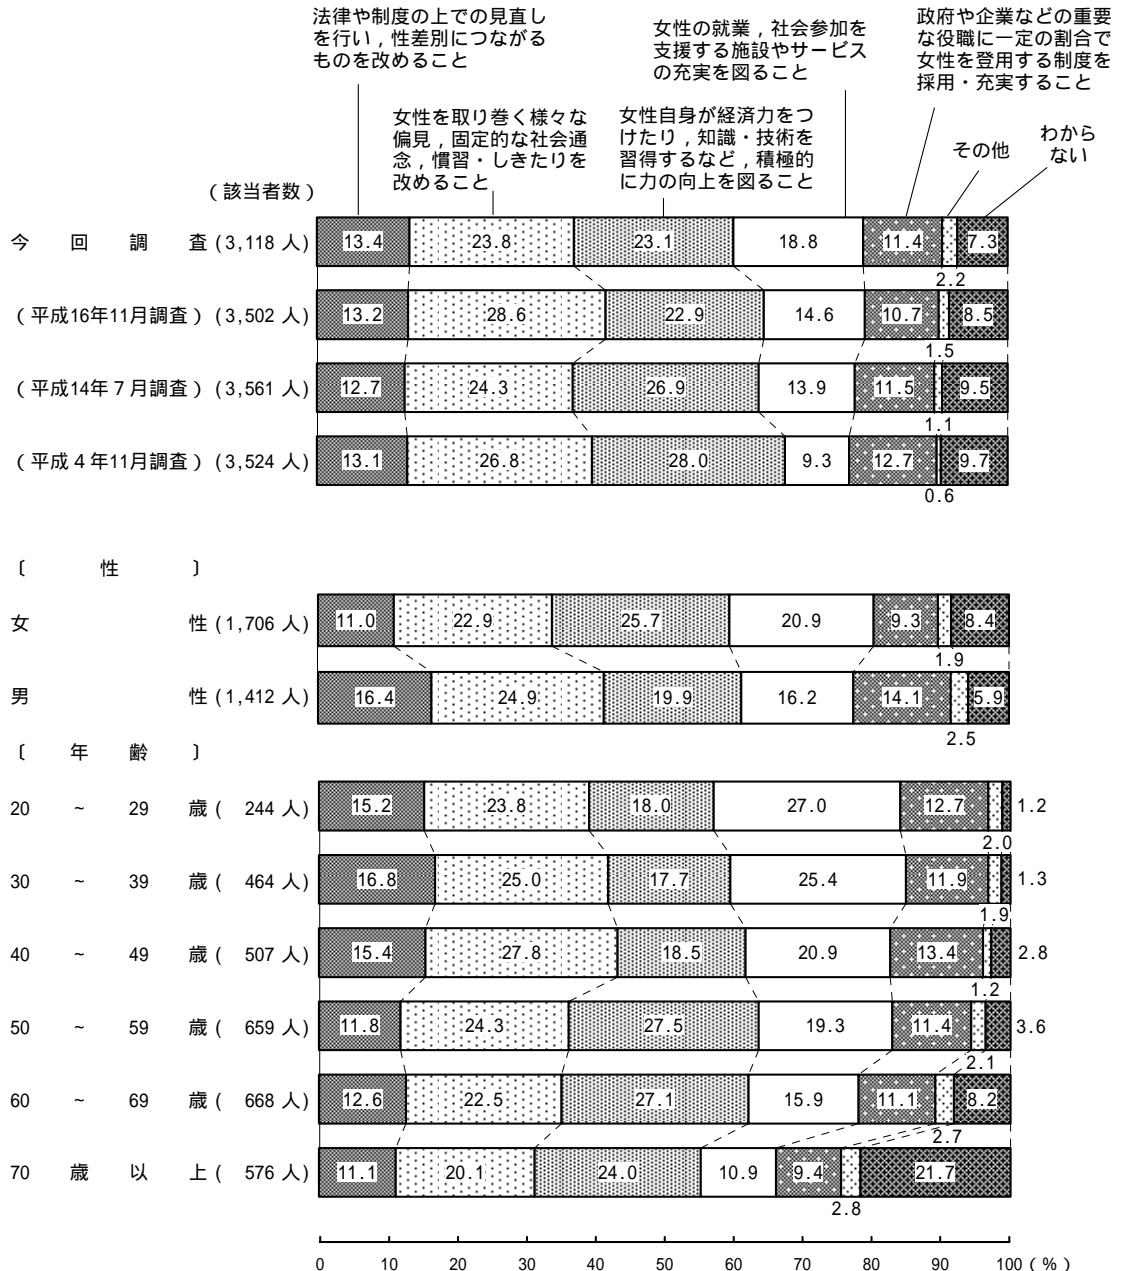 法律や制度の上での見直し
を行い，性差別につながる
ものを改めること
女性を取り巻く様々な
偏見，固定的な社会通
念，慣習・しきたりを
改めること
女性自身が経済力をつ
けたり，知識・技術を
習得するなど，積極的
に力の向上を図ること
女性の就業，社会参加を
支援する施設やサービス
の充実を図ること
政府や企業などの重要
な役職に一定の割合で
女性を登用する制度を
採用・充実すること
その他
わから
ない
（該当者数）
今回調査(3,118 人) 13.4 23.8 23.1 18.8 11.4 2.2 7.3
（平成16年11月調査）(3,502 人) 13.2 28.6 22.9 14.6 10.7 1.5 8.5
（平成14年７月調査）(3,561 人) 12.7 24.3 26.9 13.9 11.5 1.1 9.5
（平成４年11月調査）(3,524 人) 13.1 26.8 28.0 9.3 12.7 0.6 9.7
〔 性 〕
女性(1,706 人) 11.0 22.9 25.7 20.9 9.3 1.9 8.4
男性(1,412 人) 16.4 24.9 19.9 16.2 14.1 2.5 5.9
〔 年齢 〕
20 ~ 29 歳( 244 人) 15.2 23.8 18.0 27.0 12.7 2.0 1.2
30 ~ 39 歳( 464 人) 16.8 25.0 17.7 25.4 11.9 1.9 1.3
40 ~ 49 歳( 507 人) 15.4 27.8 18.5 20.9 13.4 1.2 2.8
50 ~ 59 歳( 659 人) 11.8 24.3 27.5 19.3 11.4 2.1 3.6
60 ~ 69 歳( 668 人) 12.6 22.5 27.1 15.9 11.1 2.7 8.2
70 歳以上( 576 人) 11.1 20.1 24.0 10.9 9.4 2.8 21.7
0 10 20 30 40 50 60 70 80 90 100 (％)